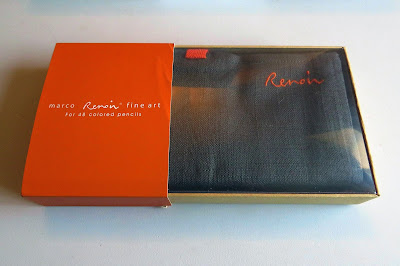 marco Renoir fine art
for 48 colored pencils
Renoir